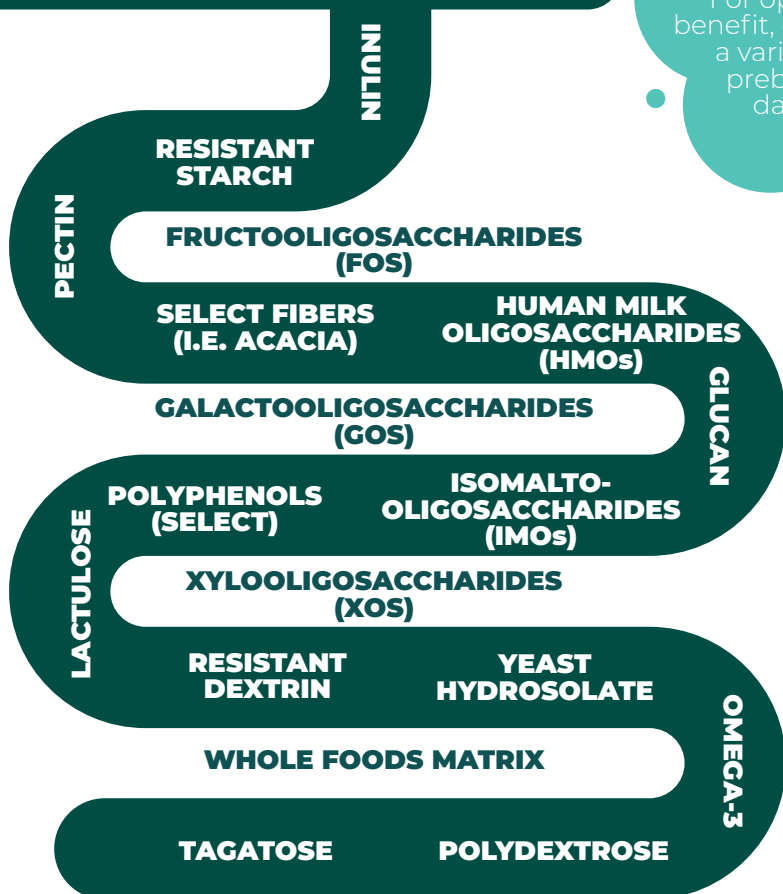 benefit,
INULIN
RESISTANT
STARCH
PECTIN
FRUCTOOLIGOSACCHARIDES
(FOS)
SELECT FIBERS
(I.E. ACACIA)
HUMAN MILK
OLIGOSACCHARIDES
(HMOs)
GLUCAN
GALACTOOLIGOSACCHARIDES
(GOS)
POLYPHENOLS
(SELECT)
ISOMALTO-
OLIGOSACCHARIDES
(IMOs)
LACTULOSE
XYLOOLIGOSACCHARIDES
(XOS)
RESISTANT
DEXTRIN
YEAST
HYDROSOLATE
OMEGA-3
WHOLE FOODS MATRIX
TAGATOSE
POLYDEXTROSE